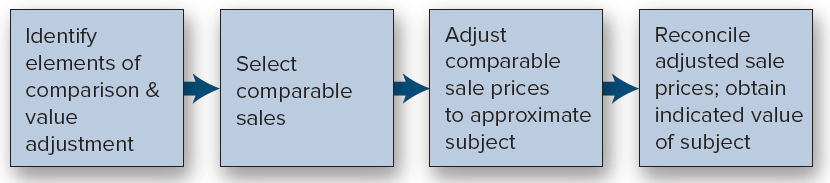 Identify
elements of
comparison &
value
adjustment
Select
comparable
sales
Adjust
comparable
sale prices
to approximate
subject
Reconcile
adjusted sale
prices; obtain
indicated value
of subject